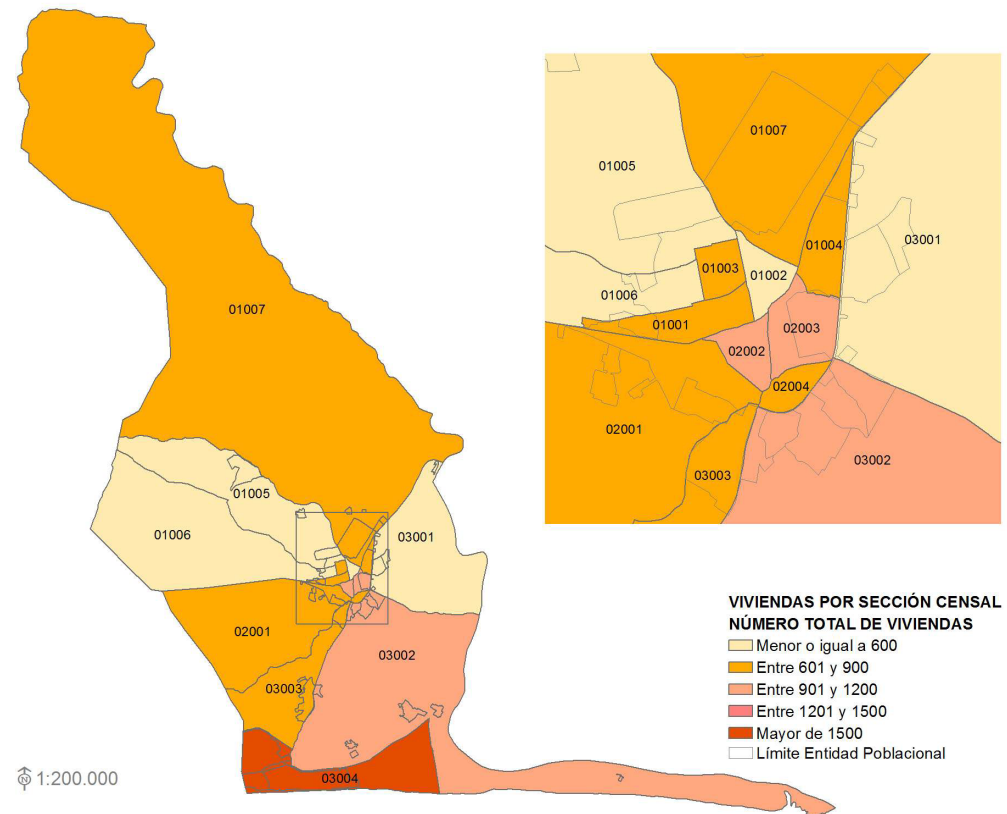 01007
01005
01006
03001
02001
03002
03003
03004
1:200.000
01007
01005
01004
03001
01003
01002
01006
01001
02003
02002
02004
02001
03002
03003
VIVIENDAS POR SECCIÓN CENSAL
NÚMERO TOTAL DE VIVIENDAS
Menor o igual a 600
Entre 601 y 900
Entre 901 y 1200
Entre 1201 y 1500
Mayor de 1500
Límite Entidad Poblacional